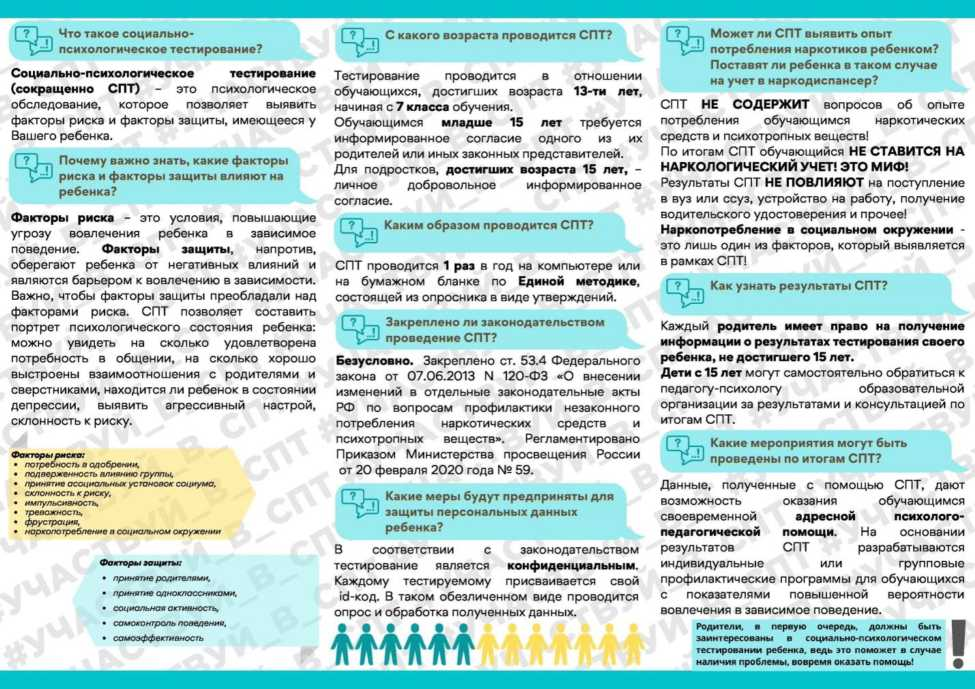 Что такое социально-
психологическое тестирование?
Социально-психологическое тестирование
(сокращенно СПТ) – это психологическое
обследование, которое позволяет выявить
факторы риска и факторы защиты, имеющееся у
Вашего ребенка.
Почему важно знать, какие факторы
риска и факторы защиты влияют на
ребенка?
Факторы риска – это условия, повышающие
угрозу вовлечения ребенка в зависимое
поведение. Факторы защиты, напротив,
оберегают ребенка от негативных влияний и
являются барьером к вовлечению в зависимости.
Важно, чтобы факторы защиты преобладали над
факторами риска. СПТ позволяет составить
портрет психологического состояния ребенка:
можно увидеть на сколько удовлетворена
потребность в общении, на сколько хорошо
выстроены взаимоотношения с родителями и
сверстниками, находится ли ребенок в состоянии
депрессии, выявить агрессивный настрой,
склонность к риску.
Факторы риска:
• потребность в одобрении,
• подверженность влиянию группы,
• принятие асоциальных установок социума,
• склонность к риску,
• импульсивность,
• тревожность,
• фрустрация,
• наркопотребление в социальном окружении
Факторы защиты:
• принятие родителями,
• принятие одноклассниками,
• социальная активность,
• самоконтроль поведения,
• самоэффективность
С какого возраста проводится СПТ?
Тестирование проводится в отношении
обучающихся, достигших возраста 13-ти лет,
начиная с 7 класса обучения.
Обучающимся младше 15 лет требуется
информированное согласие одного из их
родителей или иных законных представителей.
Для подростков, достигших возраста 15 лет, –
личное добровольное информированное
согласие.
Каким образом проводится СПТ?
СПТ проводится 1 раз в год на компьютере или
на бумажном бланке по Единой методике,
состоящей из опросника в виде утверждений.
Закреплено ли законодательством
проведение СПТ?
Безусловно. Закреплено ст. 53.4 Федерального
закона от 07.06.2013 N 120-ФЗ «О внесении
изменений в отдельные законодательные акты
РФ по вопросам профилактики незаконного
потребления наркотических средств и
психотропных веществ». Регламентировано
Приказом Министерства просвещения России
от 20 февраля 2020 года № 59.
Какие меры будут предприняты для
защиты персональных данных
ребенка?
В соответствии с законодательством
тестирование является конфиденциальным.
Каждому тестируемому присваивается свой
id-код. В таком обезличенном виде проводится
опрос и обработка полученных данных.
Может ли СПТ выявить опыт
потребления наркотиков ребенком?
Поставят ли ребенка в таком случае
на учет в наркодиспансер?
СПТ НЕ СОДЕРЖИТ вопросов об опыте
потребления обучающимся наркотических
средств и психотропных веществ!
По итогам СПТ обучающийся НЕ СТАВИТСЯ НА
НАРКОЛОГИЧЕСКИЙ УЧЕТ! ЭТО МИФ!
Результаты СПТ НЕ ПОВЛИЯЮТ на поступление
в вуз или ссуз, устройство на работу, получение
водительского удостоверения и прочее!
Наркопотребление в социальном окружении -
это лишь один из факторов, который выявляется
в рамках СПТ!
Как узнать результаты СПТ?
Каждый родитель имеет право на получение
информации о результатах тестирования своего
ребенка, не достигшего 15 лет.
Дети с 15 лет могут самостоятельно обратиться к
педагогу-психологу образовательной
организации за результатами и консультацией по
итогам СПТ.
Какие мероприятия могут быть
проведены по итогам СПТ?
Данные, полученные с помощью СПТ, дают
возможность оказания обучающимся
своевременной адресной психолого-
педагогической помощи. На основании
результатов СПТ разрабатываются
индивидуальные или групповые
профилактические программы для обучающихся
с показателями повышенной вероятности
вовлечения в зависимое поведение.
Родители, в первую очередь, должны быть
заинтересованы в социально-психологическом
тестировании ребенка, ведь это поможет в случае
наличия проблемы, вовремя оказать помощь!